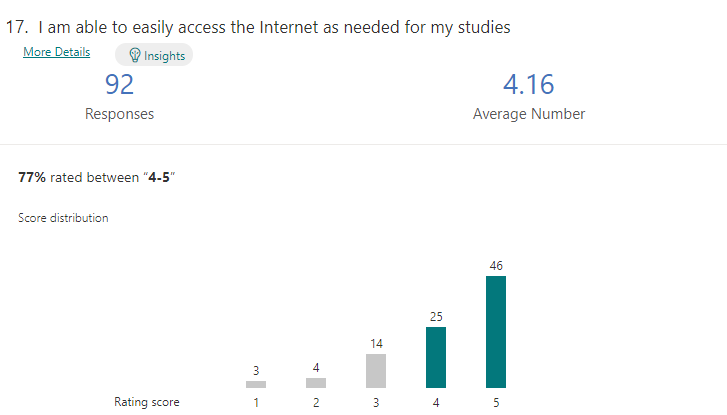 17. I am able to easily access the Internet as needed for my studies
More Details
Insights
92
Responses
4.16
Average Number
77% rated between “4-5”
Score distribution
3
4
14
25
46
Rating score
1
2
3
4
5